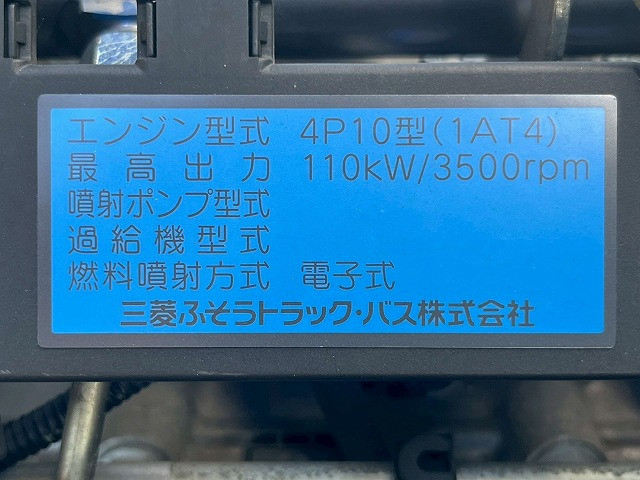 エンジン型式 4P10型(1AT4)
最高出力 110kW/3500rpm
噴射ポンプ型式
過給機型式
燃料噴射方式 電子式
三菱ふそうトラック・バス株式会社